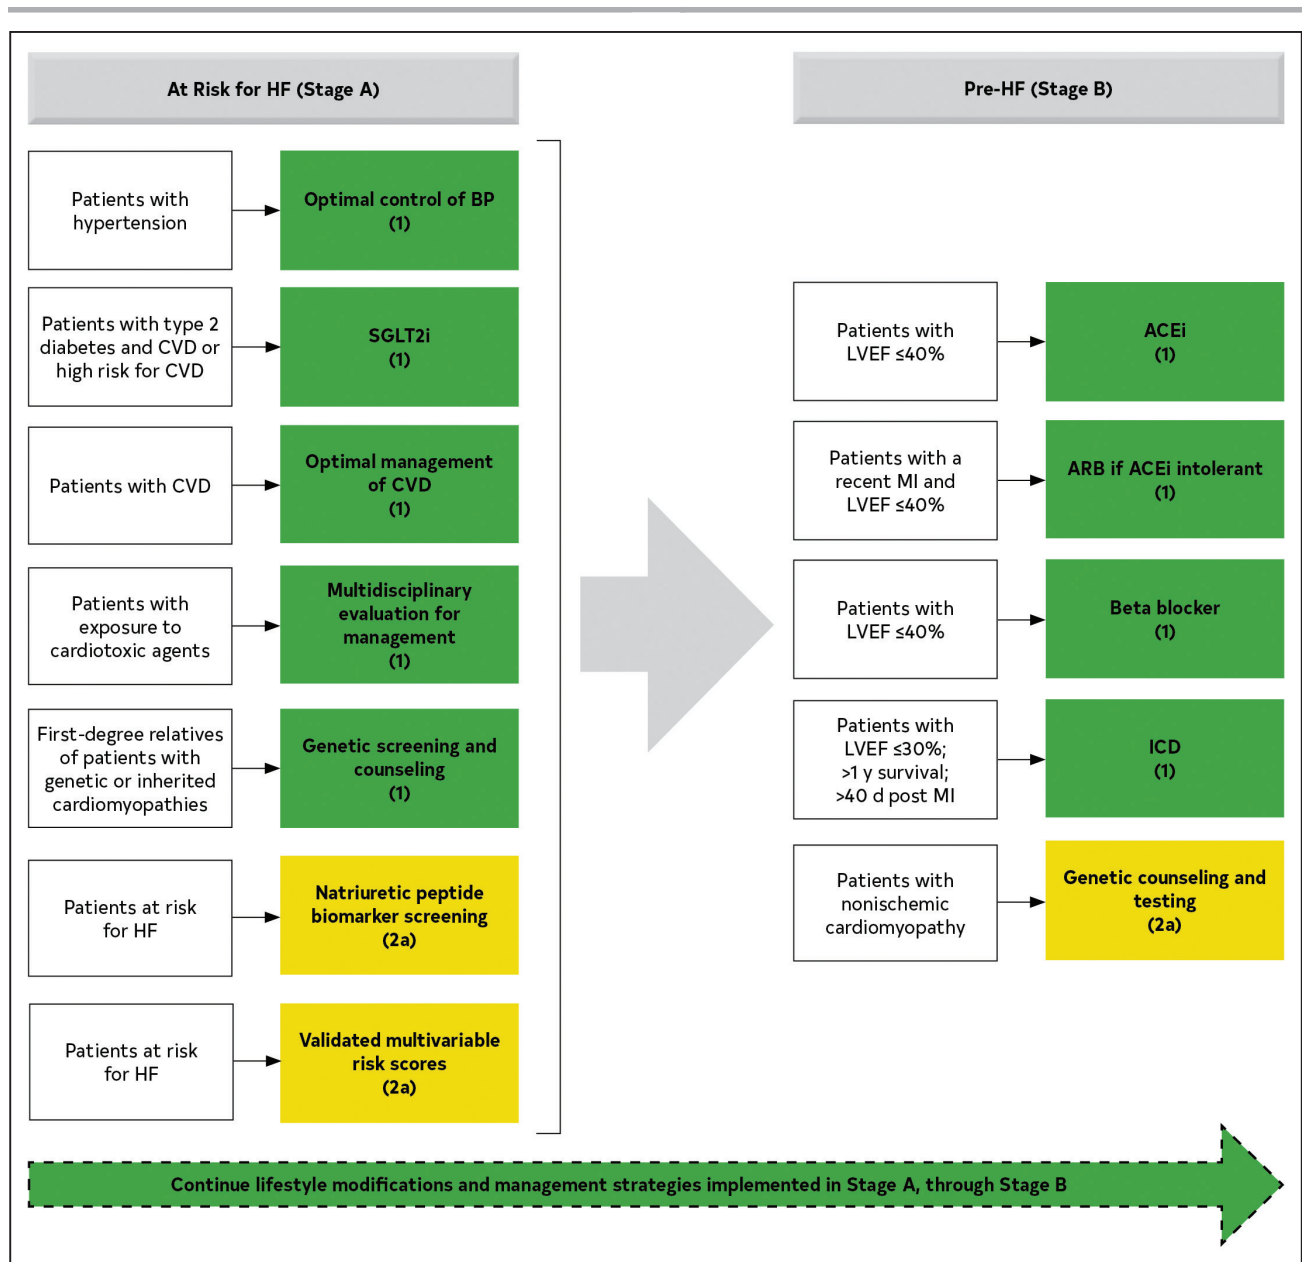 At Risk for HF (Stage A)
Patients with
hypertension
Optimal control of BP
(1)
Patients with type 2
diabetes and CVD or
high risk for CVD
SGLT2i
(1)
Patients with CVD
Optimal management
of CVD
(1)
Patients with
exposure to
cardiotoxic agents
Multidisciplinary
evaluation for
management
(1)
First-degree relatives
of patients with
genetic or inherited
cardiomyopathies
Genetic screening and
counseling
(1)
Patients at risk
for HF
Natriuretic peptide
biomarker screening
(2a)
Patients at risk
for HF
Validated multivariable
risk scores
(2a)
Pre-HF (Stage B)
Patients with
LVEF ≤40%
ACEi
(1)
Patients with a
recent MI and
LVEF ≤40%
ARB if ACEi intolerant
(1)
Patients with
LVEF ≤40%
Beta blocker
(1)
Patients with
LVEF ≤30%;
>1 y survival;
>40 d post MI
ICD
(1)
Patients with
nonischemic
cardiomyopathy
Genetic counseling and
testing
(2a)
Continue lifestyle modifications and management strategies implemented in Stage A, through Stage B